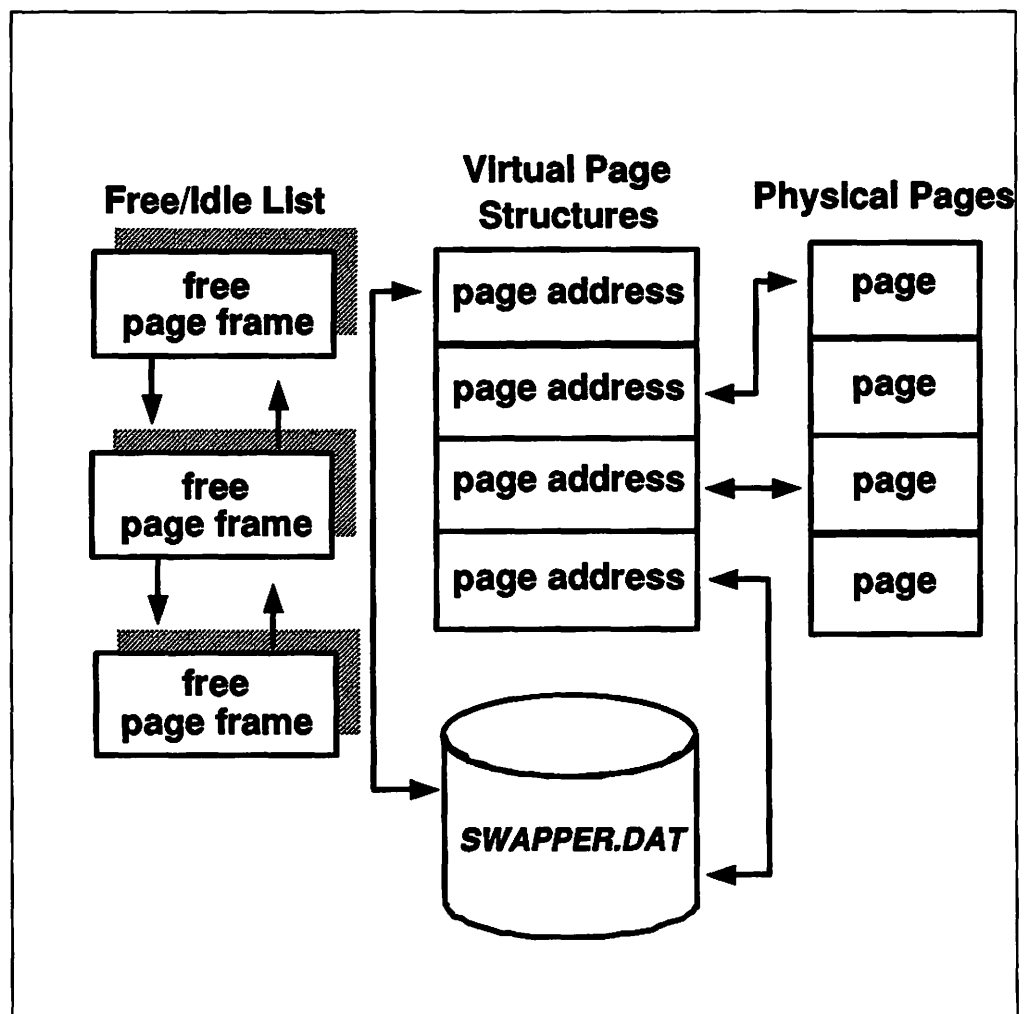 Free/Idle List
free
page frame
free
page frame
free
page frame
Virtual Page
Structures
page address
page address
page address
page address
SWAPPER.DAT
Physical Pages
page
page
page
page